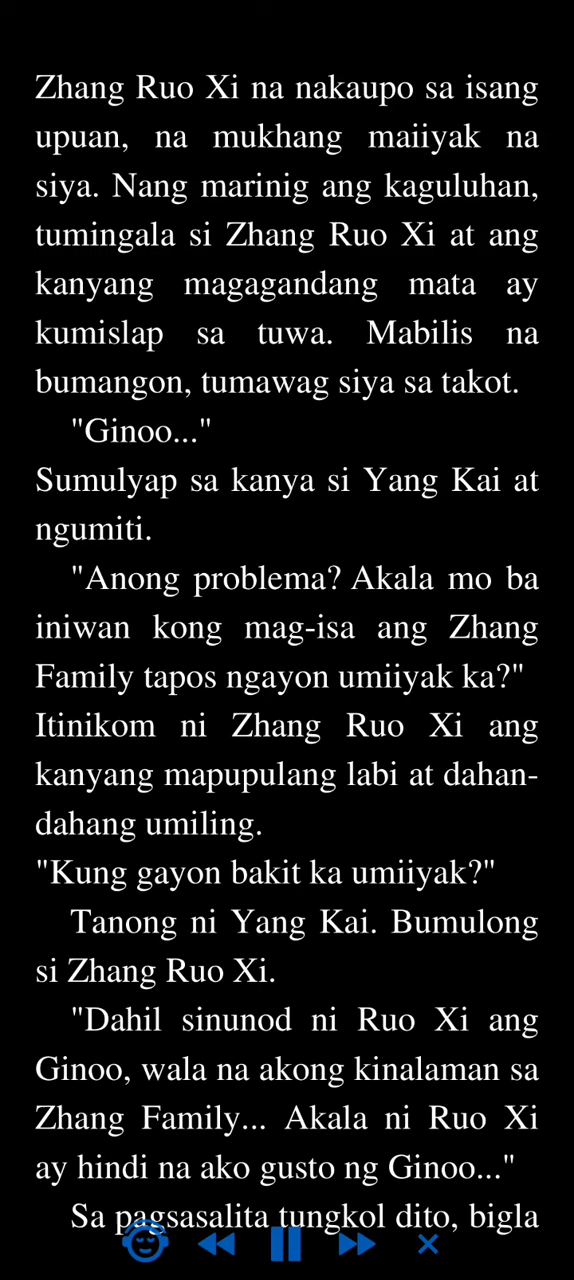 Zhang Ruo Xi na nakaupo sa isang
upuan, na mukhang maiiyak na
siya. Nang marinig ang kaguluhan,
tumingala si Zhang Ruo Xi at ang
kanyang magagandang mata ay
kumislap sa tuwa. Mabilis na
bumangon, tumawag siya sa takot.
"Ginoo..."
Sumulyap sa kanya si Yang Kai at
ngumiti.
"Anong problema? Akala mo ba
iniwan kong mag-isa ang Zhang
Family tapos ngayon umiiyak ka?"
Itinikom ni Zhang Ruo Xi ang
kanyang mapupulang labi at dahan-
dahang umiling.
"Kung gayon bakit ka umiiyak?"
Tanong ni Yang Kai. Bumulong
si Zhang Ruo Xi.
"Dahil sinunod ni Ruo Xi ang
Ginoo, wala na akong kinalaman sa
Zhang Family... Akala ni Ruo Xi
ay hindi na ako gusto ng Ginoo..."
Sa pagsasalita tungkol dito, bigla